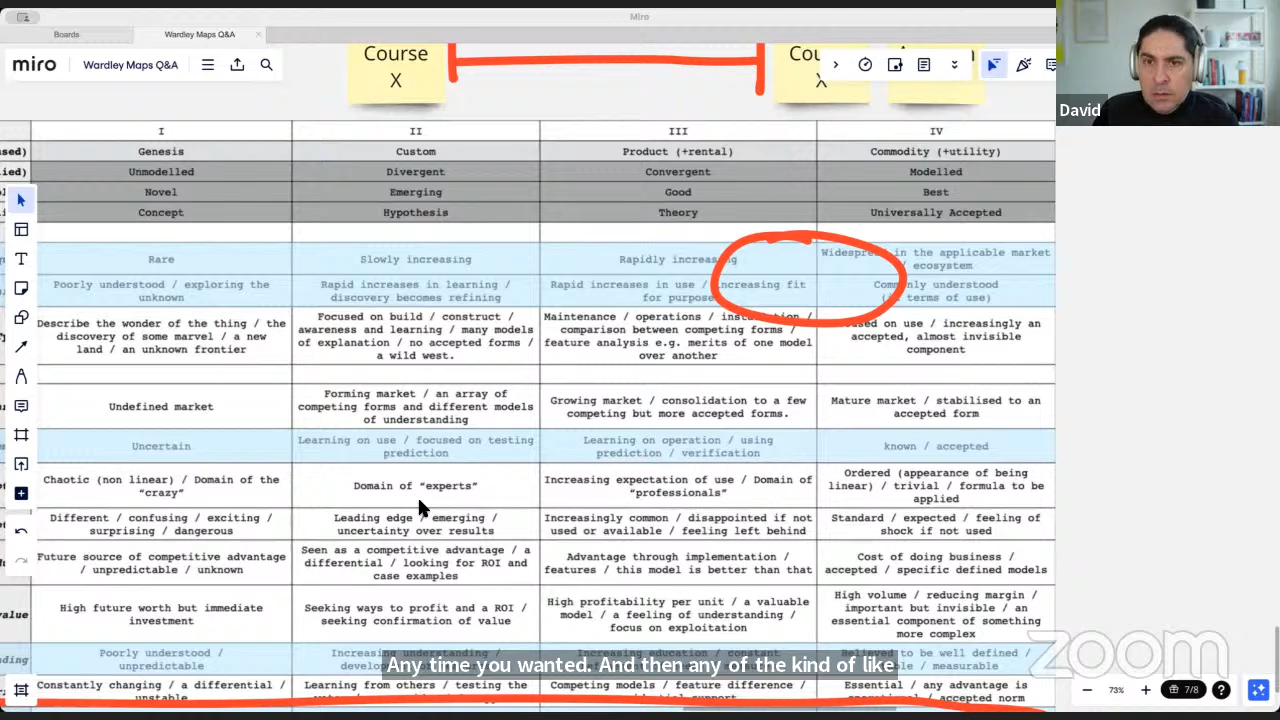 Miro
Boards
Wardley Maps Q&A
miro
Wardley Maps Q&A
Course
X
X
David
I
II
III
IV
Genesis
Custom
Product (+rental)
Commodity (+utility)
Unmodelled
Divergent
Convergent
Modelled
Novel
Emerging
Good
Best
Concept
Hypothesis
Theory
Universally Accepted
Rare
Slowly increasing
Rapidly increasing
Widespread in the applicable market
/ ecosystem
Poorly understood / exploring the
unknown
Rapid increases in learning /
discovery becomes refining
Rapid increases in use / increasing fit
for purpose
Commonly understood
(in terms of use)
Describe the wonder of the thing / the
discovery of some marvel / a new
land / an unknown frontier
Focused on build / construct /
awareness and learning / many models
of explanation / no accepted forms /
a wild west.
Maintenance / operations / installation /
comparison between competing forms /
feature analysis e.g. merits of one model
over another
Focused on use / increasingly an
accepted, almost invisible
component
Undefined market
Forming market / an array of
competing forms and different models
of understanding
Growing market / consolidation to a few
competing but more accepted forms.
Mature market / stabilised to an
accepted form
Uncertain
Learning on use / focused on testing
prediction
Learning on operation / using
prediction / verification
known / accepted
Chaotic (non linear) / Domain of the
"crazy"
Domain of "experts"
Increasing expectation of use / Domain of
"professionals"
Ordered (appearance of being
linear) / trivial / formula to be
applied
Different / confusing / exciting /
surprising / dangerous
Leading edge / emerging /
uncertainty over results
Increasingly common / disappointed if not
used or available / feeling left behind
Standard / expected / feeling of
shock if not used
Future source of competitive advantage
/ unpredictable / unknown
Seen as a competitive advantage / a
differential / looking for ROI and
case examples
Advantage through implementation /
features / this model is better than that
Cost of doing business /
accepted / specific defined models
High future worth but immediate
investment
Seeking ways to profit and a ROI /
seeking confirmation of value
High profitability per unit / a valuable
model / a feeling of understanding /
focus on exploitation
High volume / reducing margin /
important but invisible / an
essential component of something
more complex
Poorly understood /
unpredictable
Increasing understanding /
Increasing education / constant
to be well defined /
/ measurable
Any time you wanted. And then any of the kind of like
Constantly changing / a differential /
unstable
Learning from others / testing the
Competing models / feature difference /
Essential / any advantage is
accepted norm
zoom
73%
7/8